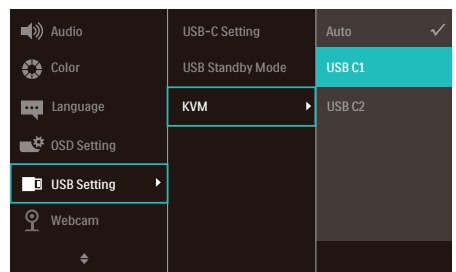 Audio
Color
Language
OSD Setting
USB Setting
Webcam
USB-C Setting
USB Standby Mode
KVM
Auto
USB C1
USB C2